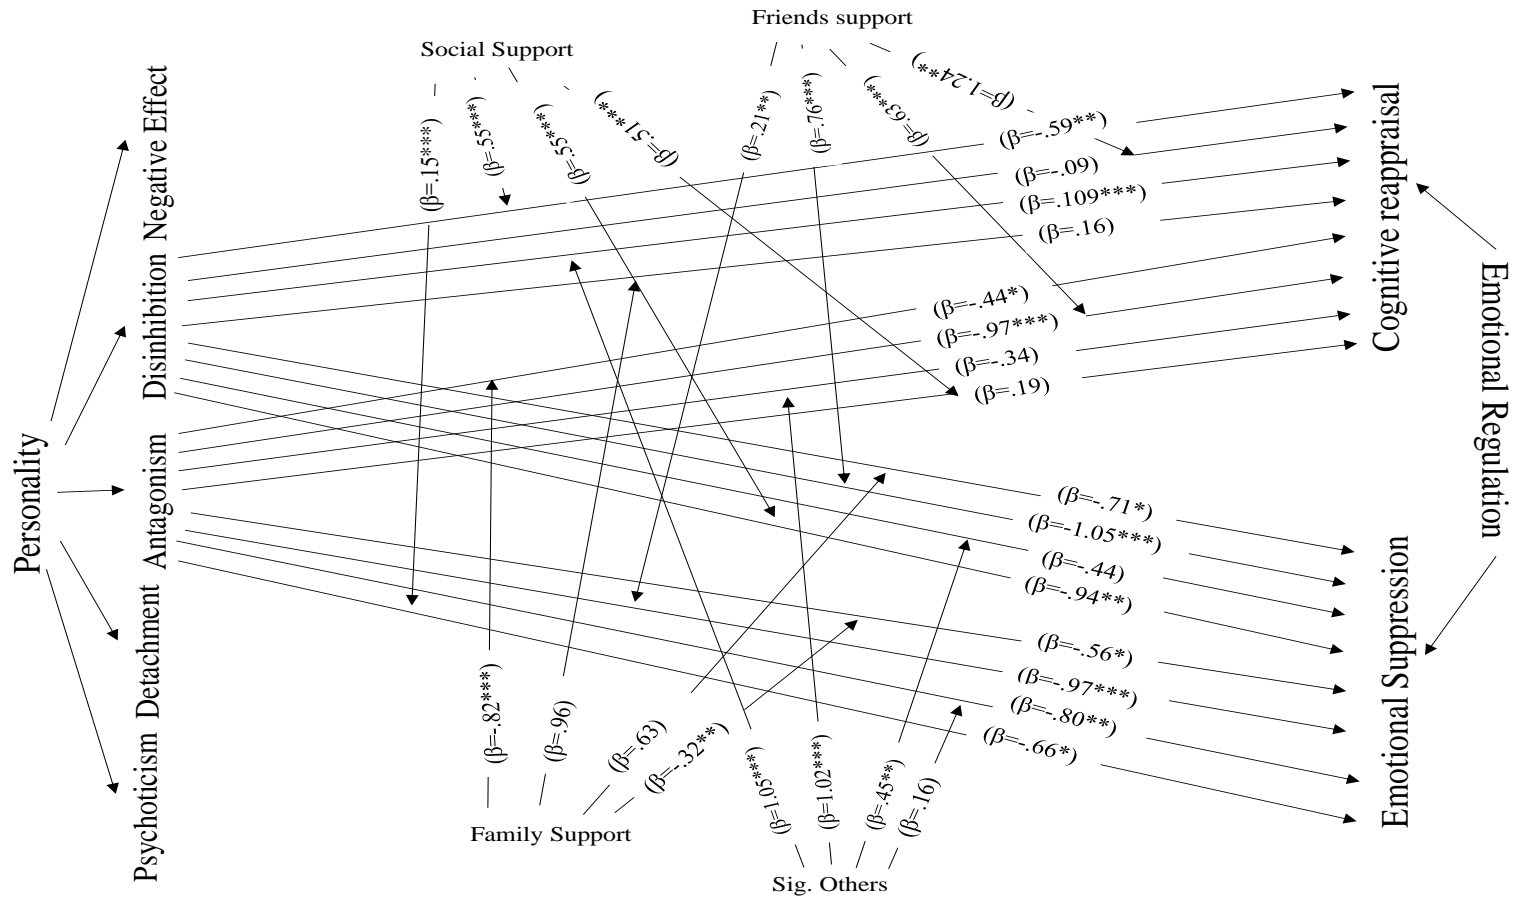 Friends support
Social Support
(β=.15***)
(β=.55***)
(β=.55***)
(β=.51***)
(β=.21**)
(β=.76***)
(β=.63***)
(β=1.24**)
Personality
Negative Effect
Disinhibition
Antagonism
Detachment
Psychoticism
(β=-.59**)
(β=-.09)
(β=.109***)
(β=.16)
(β=-.44*)
(β=-.97***)
(β=-.34)
(β=.19)
(β=-.71*)
(β=-1.05***)
(β=-.44)
(β=-.94**)
(β=-.56*)
(β=-.97***)
(β=-.80**)
(β=-.66*)
Cognitive reappraisal
Emotional Suppression
Emotional Regulation
(β=-.82***)
(β=.96)
(β=.63)
(β=-.32**)
(β=1.05***)
(β=1.02***)
(β=.45**)
(β=.16)
Family Support
Sig. Others